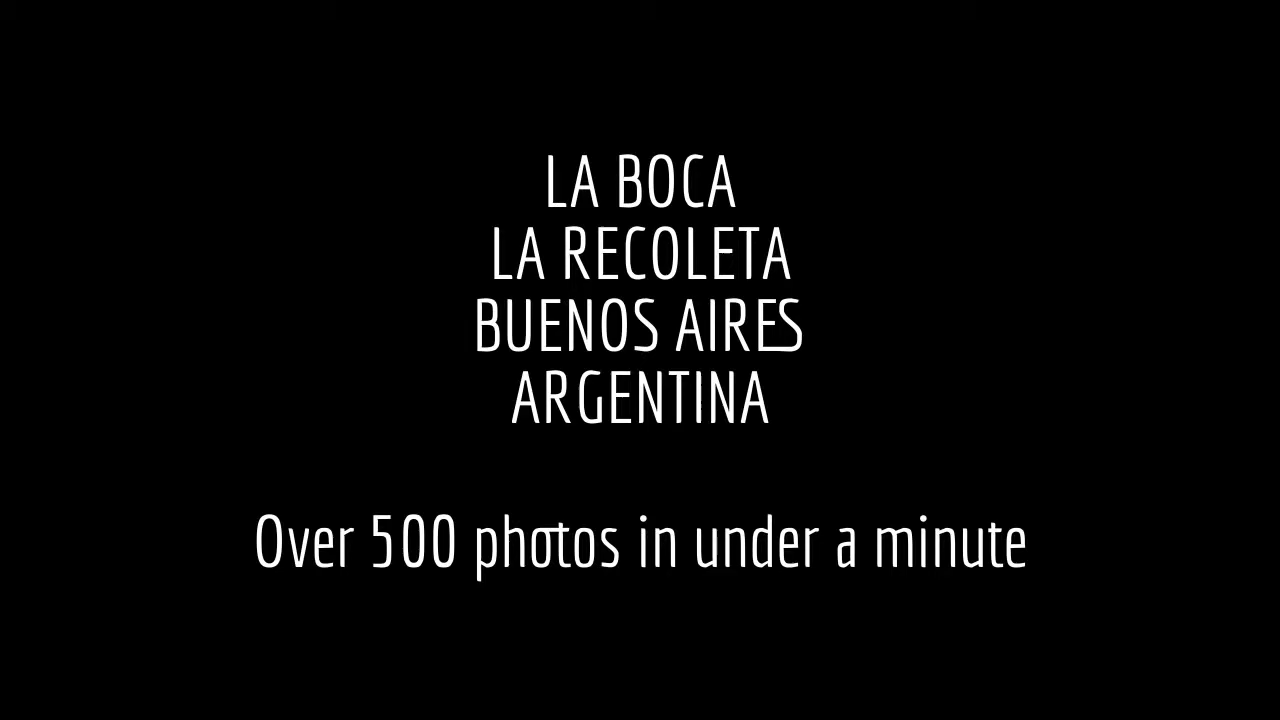 LA BOCA
LA RECOLETA
BUENOS AIRES
ARGENTINA
Over 500 photos in under a minute